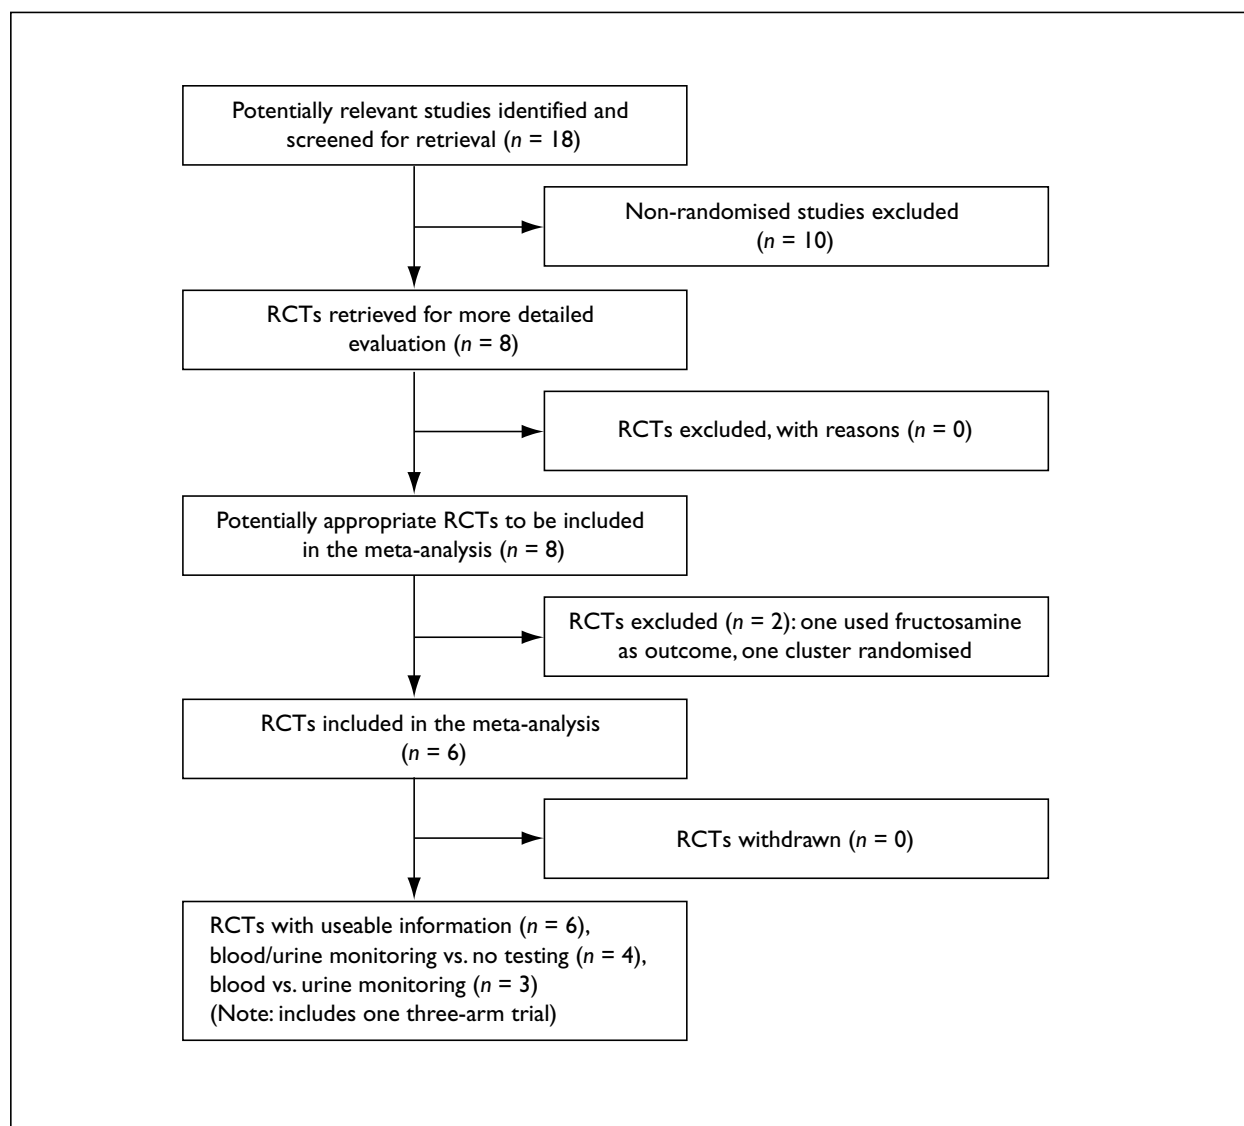 Potentially relevant studies identified and
screened for retrieval (n = 18)
Non-randomised studies excluded
(n = 10)
RCTs retrieved for more detailed
evaluation (n = 8)
RCTs excluded, with reasons (n = 0)
Potentially appropriate RCTs to be included
in the meta-analysis (n = 8)
RCTs excluded (n = 2): one used fructosamine
as outcome, one cluster randomised
RCTs included in the meta-analysis
(n = 6)
RCTs withdrawn (n = 0)
RCTs with useable information (n = 6),
blood/urine monitoring vs. no testing (n = 4),
blood vs. urine monitoring (n = 3)
(Note: includes one three-arm trial)